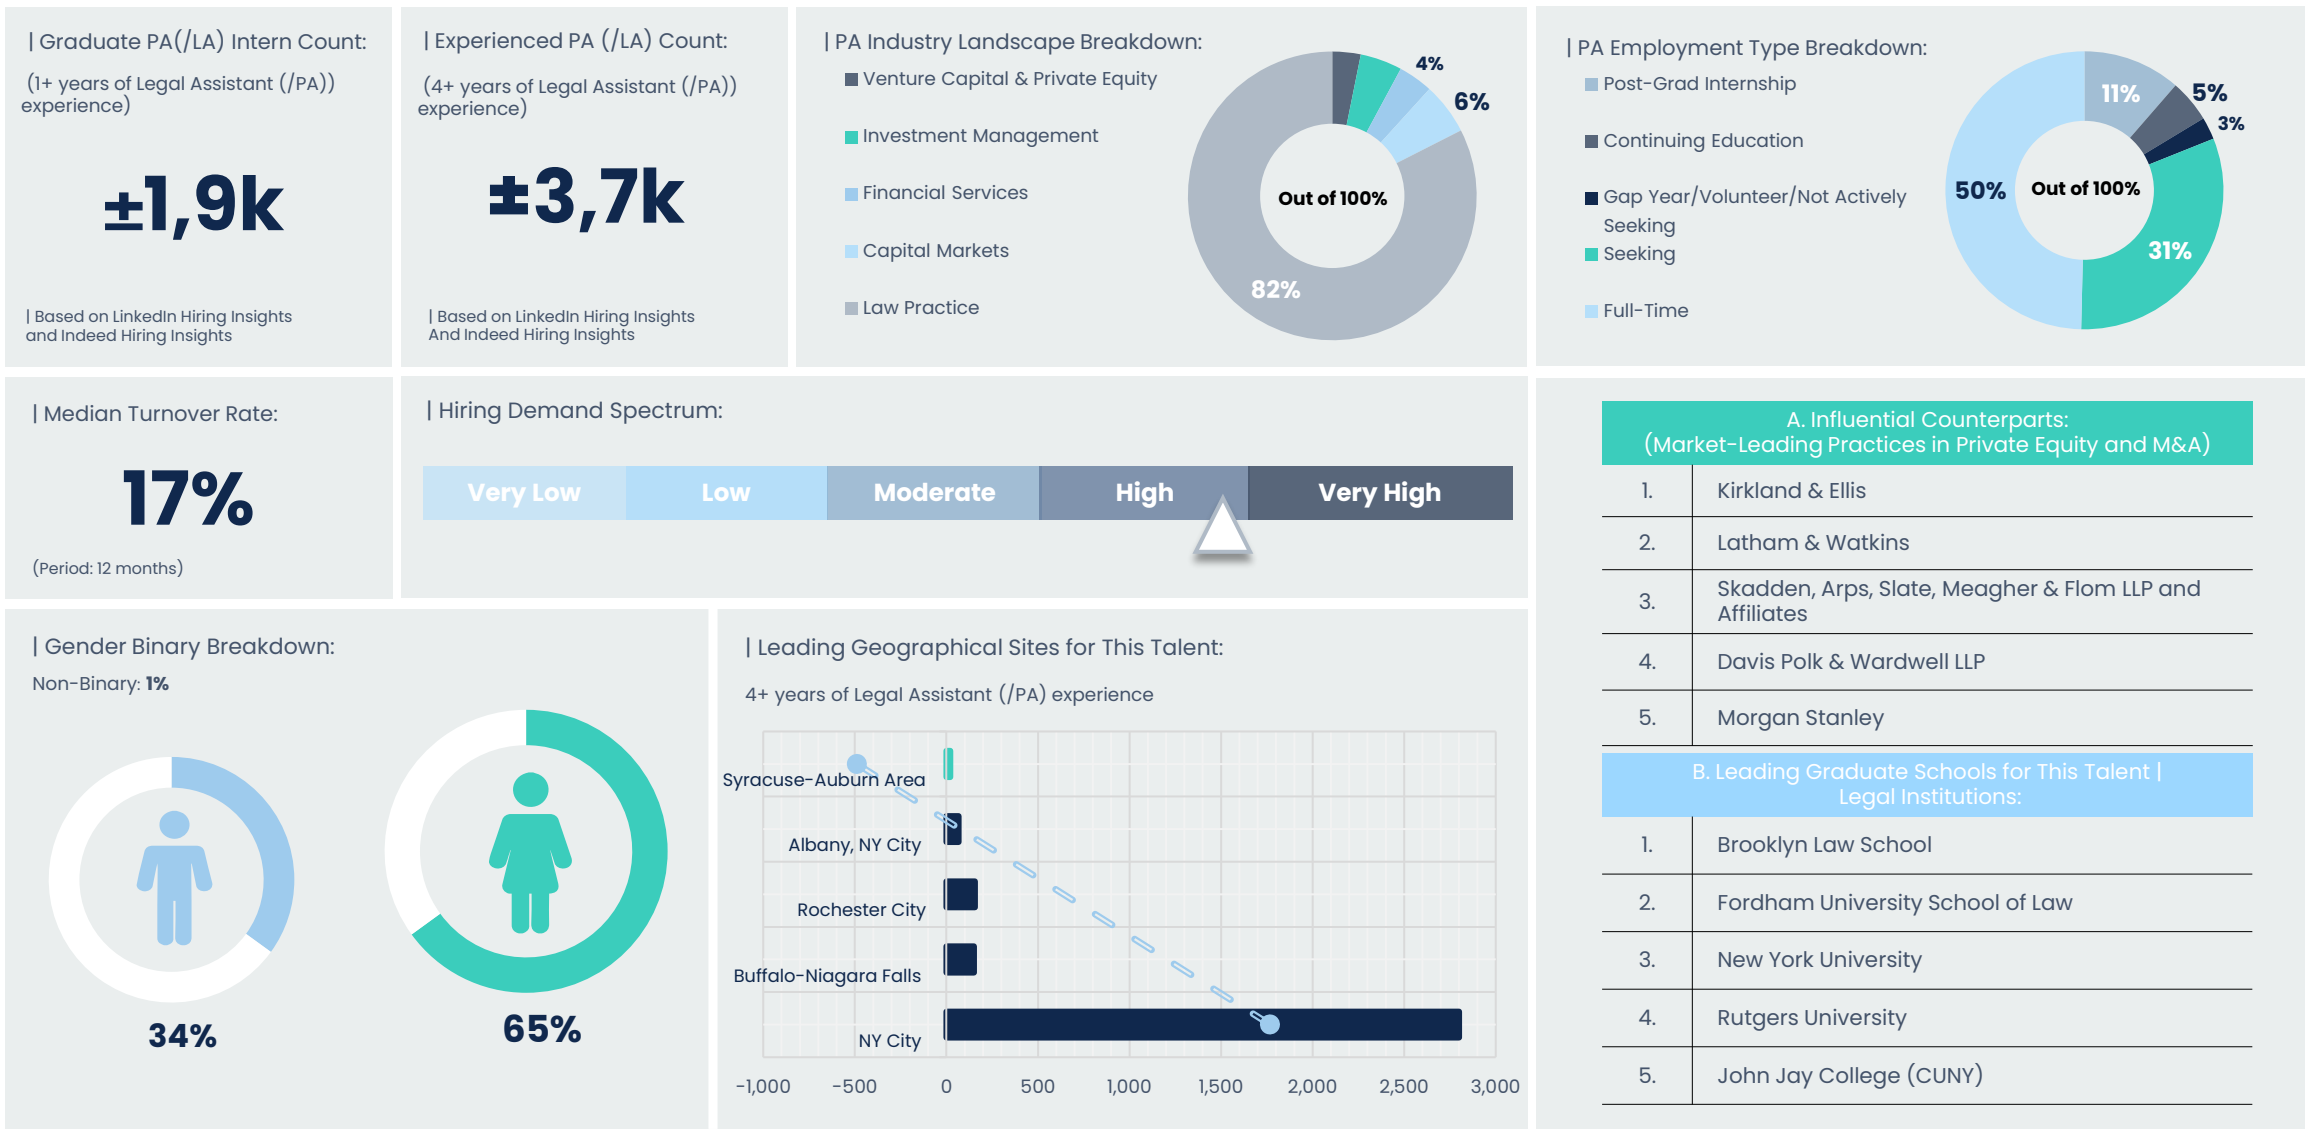 | Graduate PA(/LA) Intern Count:
(1+ years of Legal Assistant (/PA))
experience)
±1,9k
| Based on LinkedIn Hiring Insights
and Indeed Hiring Insights
| Experienced PA (/LA) Count:
(4+ years of Legal Assistant (/PA))
experience)
±3,7k
| Based on LinkedIn Hiring Insights
And Indeed Hiring Insights
| PA Industry Landscape Breakdown:
Venture Capital & Private Equity
Investment Management
Financial Services
Capital Markets
Law Practice
4%
6%
Out of 100%
82%
| PA Employment Type Breakdown:
Post-Grad Internship
Continuing Education
Gap Year/Volunteer/Not Actively
Seeking
Seeking
Full-Time
11%
5%
3%
50%
Out of 100%
31%
| Median Turnover Rate:
17%
(Period: 12 months)
| Hiring Demand Spectrum:
Very Low
Low
Moderate
High
Very High
| Gender Binary Breakdown:
Non-Binary: 1%
34%
65%
| Leading Geographical Sites for This Talent:
4+ years of Legal Assistant (/PA) experience
Syracuse-Auburn Area
Albany, NY City
Rochester City
Buffalo-Niagara Falls
NY City
-1,000
-500
0
500
1,000
1,500
2,000
2,500
3,000
A. Influential Counterparts:
(Market-Leading Practices in Private Equity and M&A)
1. Kirkland & Ellis
2. Latham & Watkins
3. Skadden, Arps, Slate, Meagher & Flom LLP and
Affiliates
4. Davis Polk & Wardwell LLP
5. Morgan Stanley
B. Leading Graduate Schools for This Talent |
Legal Institutions:
1. Brooklyn Law School
2. Fordham University School of Law
3. New York University
4. Rutgers University
5. John Jay College (CUNY)